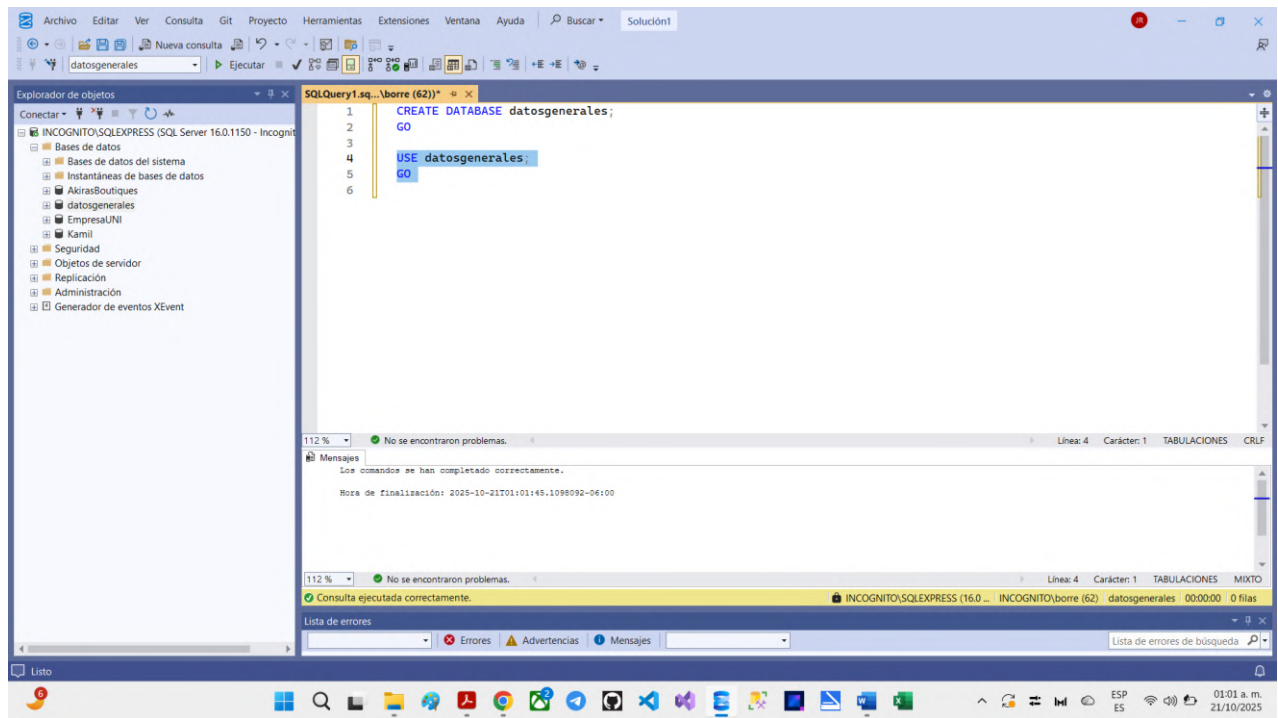 Archivo Editar Ver Consulta Git Proyecto Herramientas Extensiones Ventana Ayuda Buscar Solución1 JR
Nueva consulta
datosgenerales Ejecutar
Explorador de objetos
Conectar
INCOGNITO\SQLEXPRESS (SQL Server 16.0.1150 - Incognit
Bases de datos
Bases de datos del sistema
Instantáneas de bases de datos
AkirasBoutiques
datosgenerales
EmpresaUNI
Kamil
Seguridad
Objetos de servidor
Replicación
Administración
Generador de eventos XEvent
SQLQuery1.sq...\borre (62))*
1 CREATE DATABASE datosgenerales;
2 GO
3
4 USE datosgenerales;
5 GO
6
112 % No se encontraron problemas. Línea: 4 Carácter: 1 TABULACIONES CRLF
Mensajes
Los comandos se han completado correctamente.
Hora de finalización: 2025-10-21T01:01:45.1098092-06:00
112 % No se encontraron problemas. Línea: 4 Carácter: 1 TABULACIONES MIXTO
Consulta ejecutada correctamente. INCOGNITO\SQLEXPRESS (16.0 ... INCOGNITO\borre (62) datosgenerales 00:00:00 0 filas
Lista de errores
Errores Advertencias Mensajes Lista de errores de búsqueda
Listo
6 2 ESP 01:01 a. m.
ES 21/10/2025